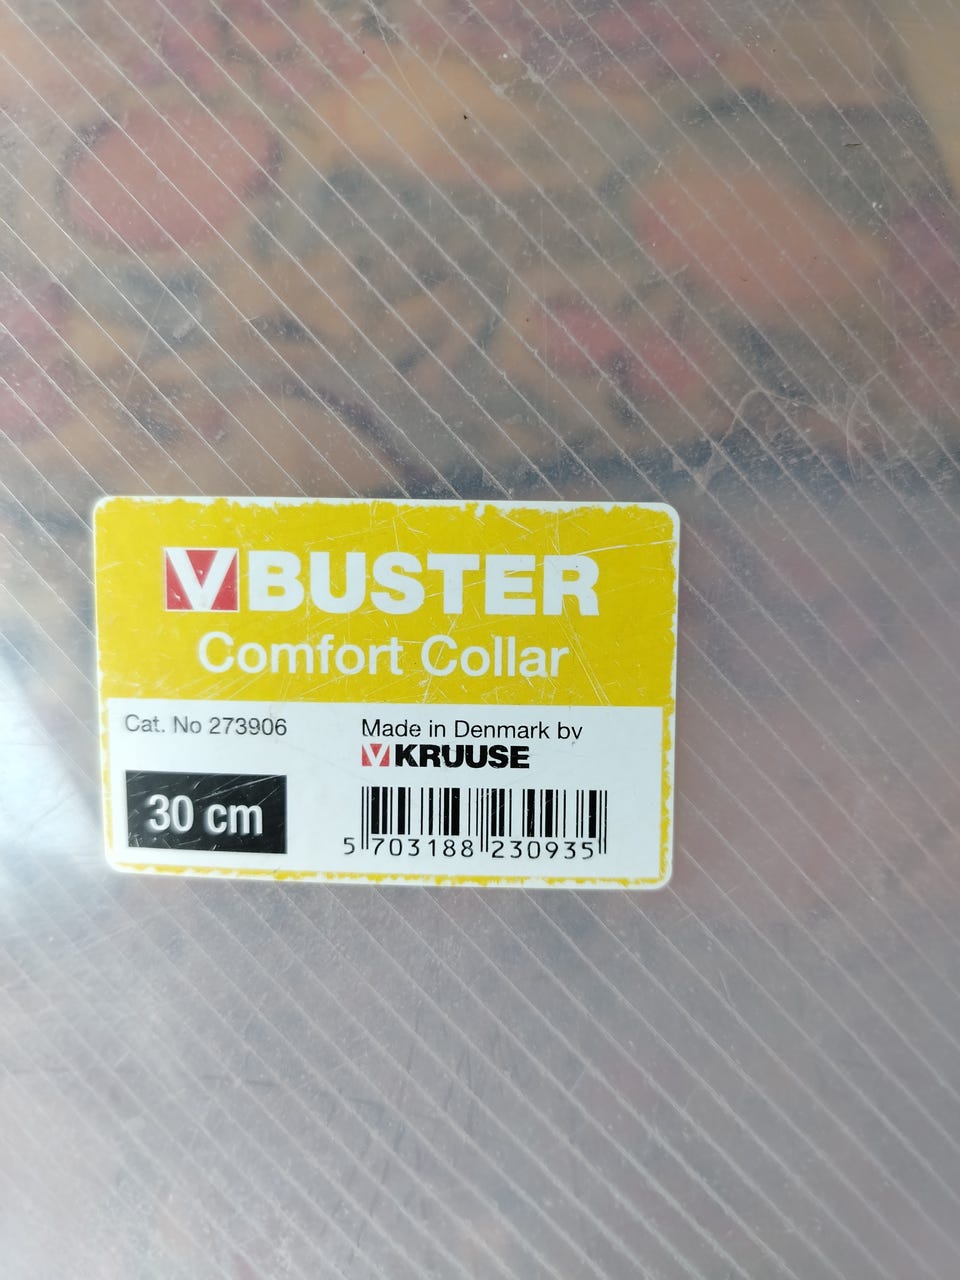 V BUSTER
Comfort Collar
Cat. No 273906
30 cm
Made in Denmark by
V KRUUSE
5 703188 230935